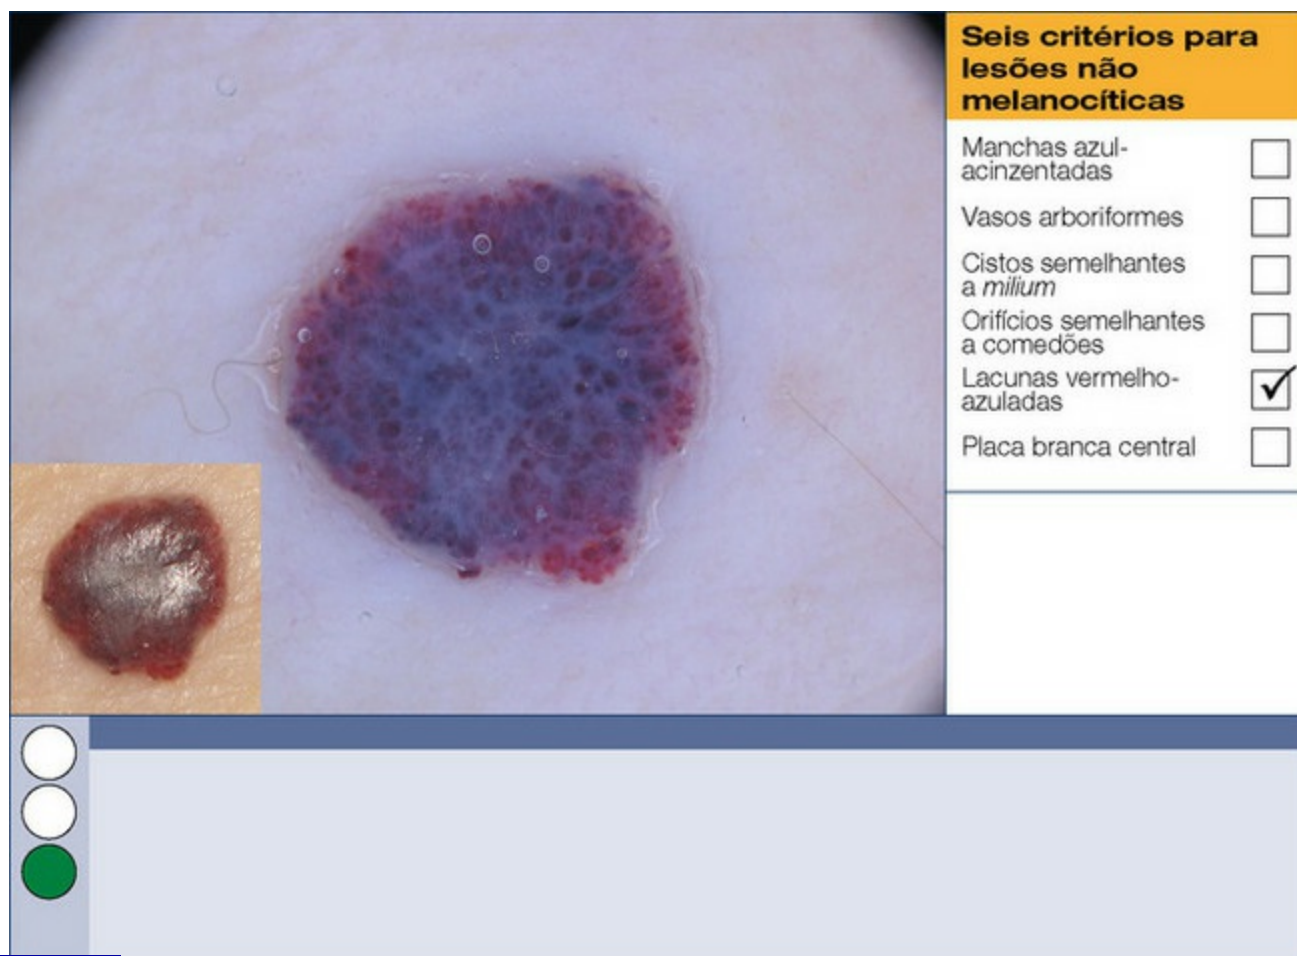 Seis critérios para
lesões não
melanocíticas
Manchas azul-
acinzentadas
Vasos arboriformes
Cistos semelhantes
a milium
Orifícios semelhantes
a comedões
Lacunas vermelho-
azuladas
Placa branca central